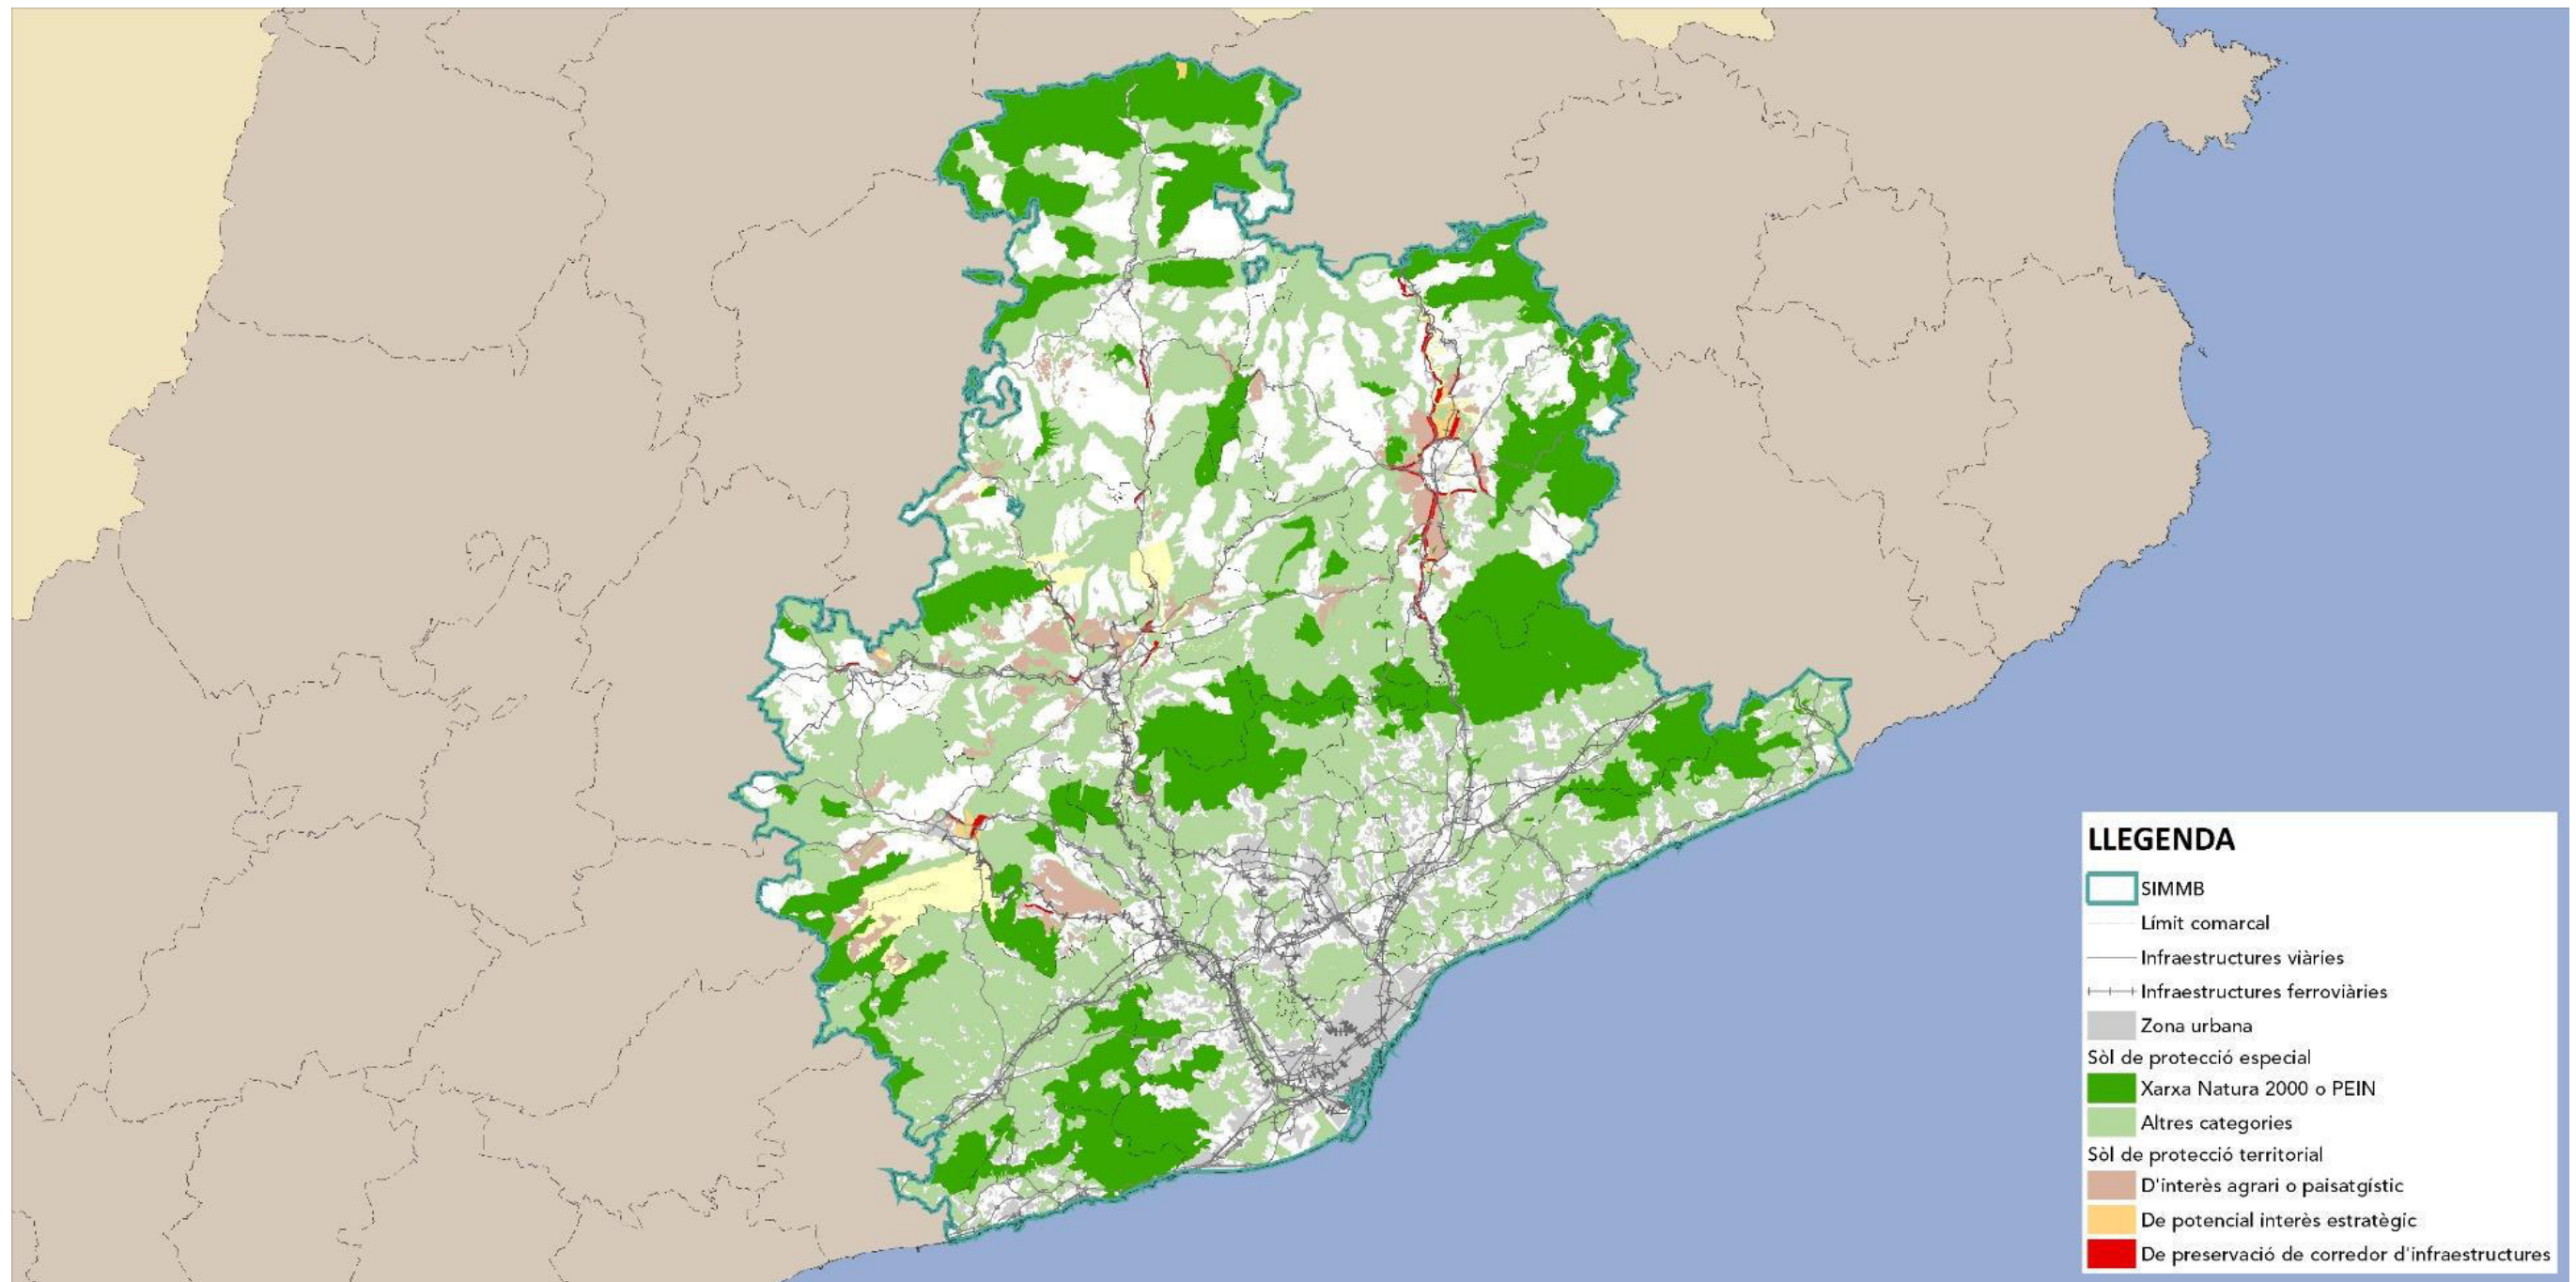 LLEGENDA
SIMMB
Límit comarcal
Infraestructures viàries
Infraestructures ferroviàries
Zona urbana
Sòl de protecció especial
Xarxa Natura 2000 o PEIN
Altres categories
Sòl de protecció territorial
D'interès agrari o paisatgístic
De potencial interès estratègic
De preservació de corredor d'infraestructures